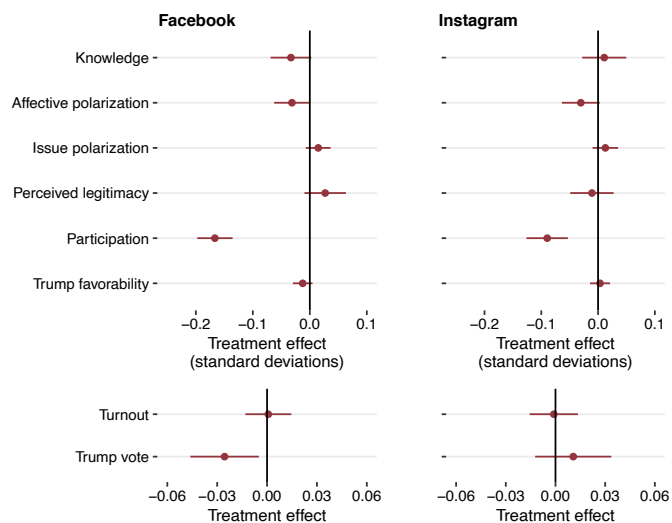 Facebook
Instagram
Knowledge
Affective polarization
Issue polarization
Perceived legitimacy
Participation
Trump favorability
−0.2 −0.1 0.0 0.1
−0.2 −0.1 0.0 0.1
Treatment effect
(standard deviations)
Treatment effect
(standard deviations)
Turnout
Trump vote
−0.06 −0.03 0.00 0.03 0.06
−0.06 −0.03 0.00 0.03 0.06
Treatment effect
Treatment effect